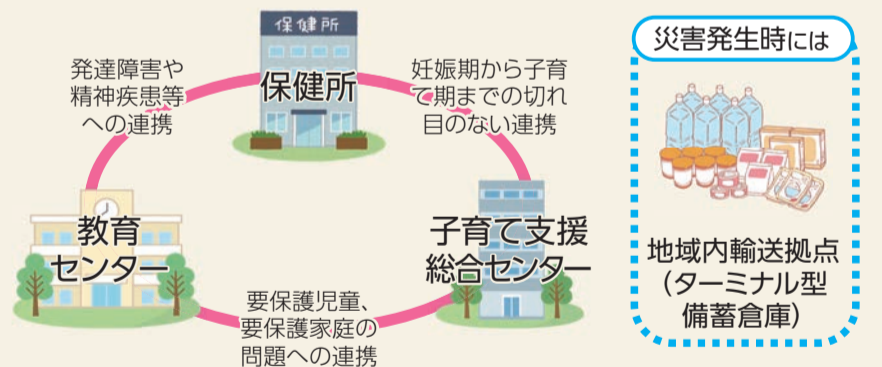 保健所
保健所
発達障害や
精神疾患等
への連携
妊娠期から子育
て期までの切れ
目のない連携
教育
センター
子育て支援
総合センター
要保護児童、
要保護家庭の
問題への連携
災害発生時には
地域内輸送拠点
（ターミナル型
備蓄倉庫）